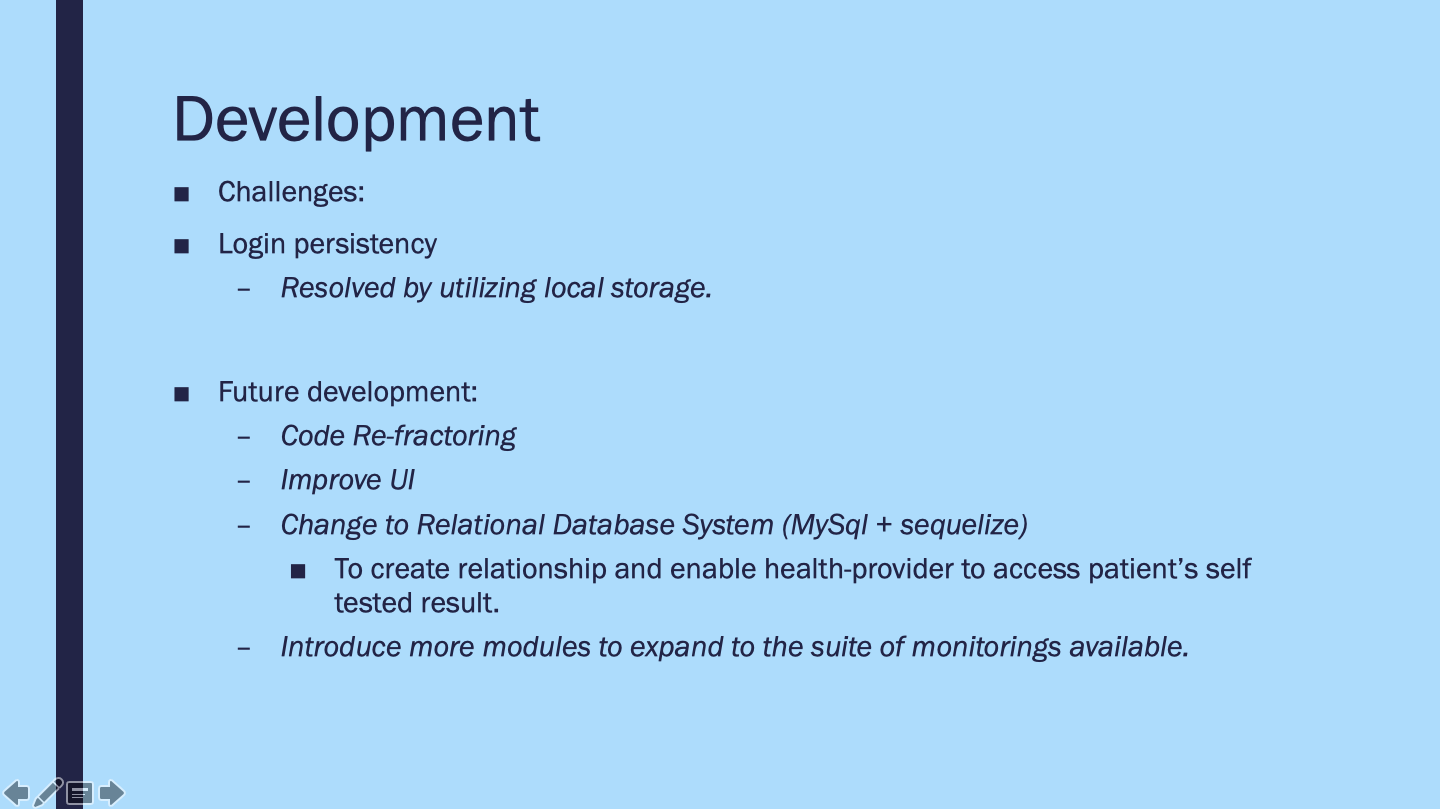 Development
■ Challenges:
■ Login persistency
– Resolved by utilizing local storage.
■ Future development:
– Code Re-fractoring
– Improve UI
– Change to Relational Database System (MySql + sequelize)
■ To create relationship and enable health-provider to access patient’s self
tested result.
– Introduce more modules to expand to the suite of monitorings available.